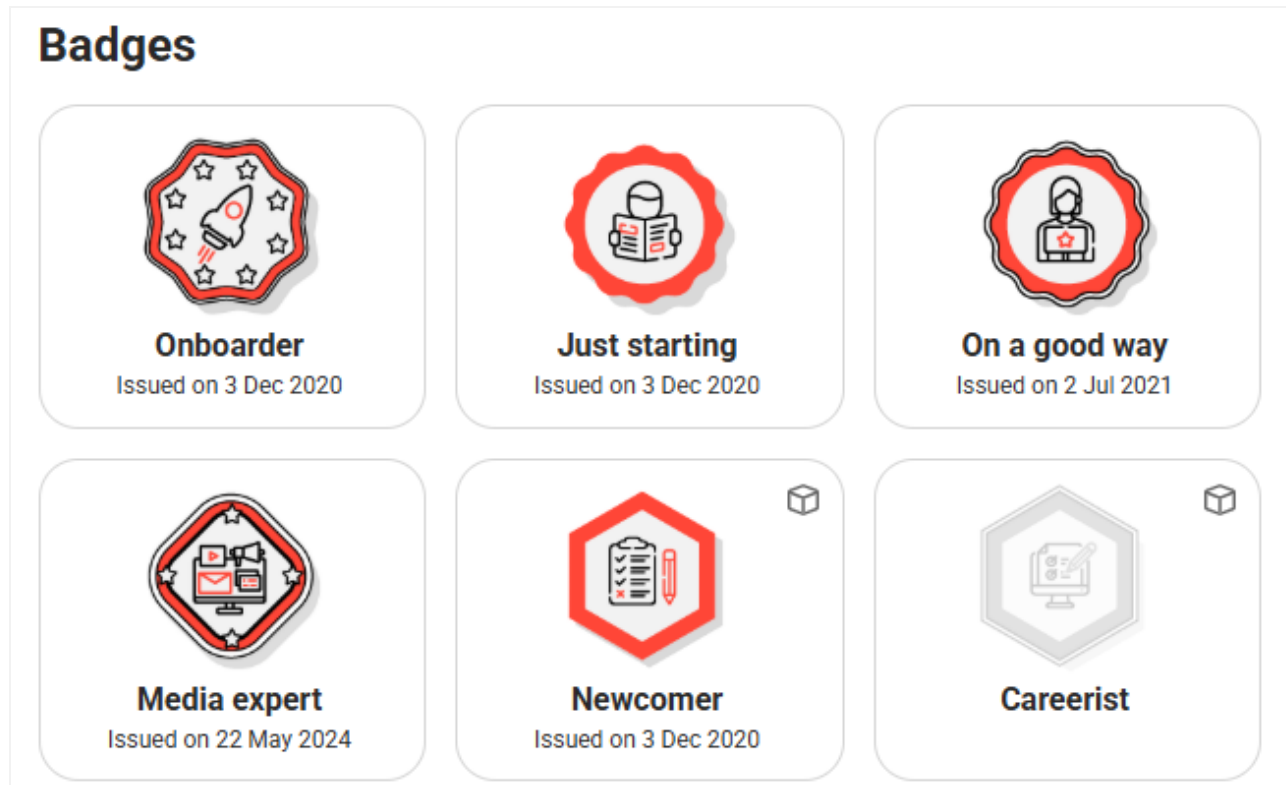 Badges
Onboarder
Issued on 3 Dec 2020
Just starting
Issued on 3 Dec 2020
On a good way
Issued on 2 Jul 2021
Media expert
Issued on 22 May 2024
Newcomer
Issued on 3 Dec 2020
Careerist